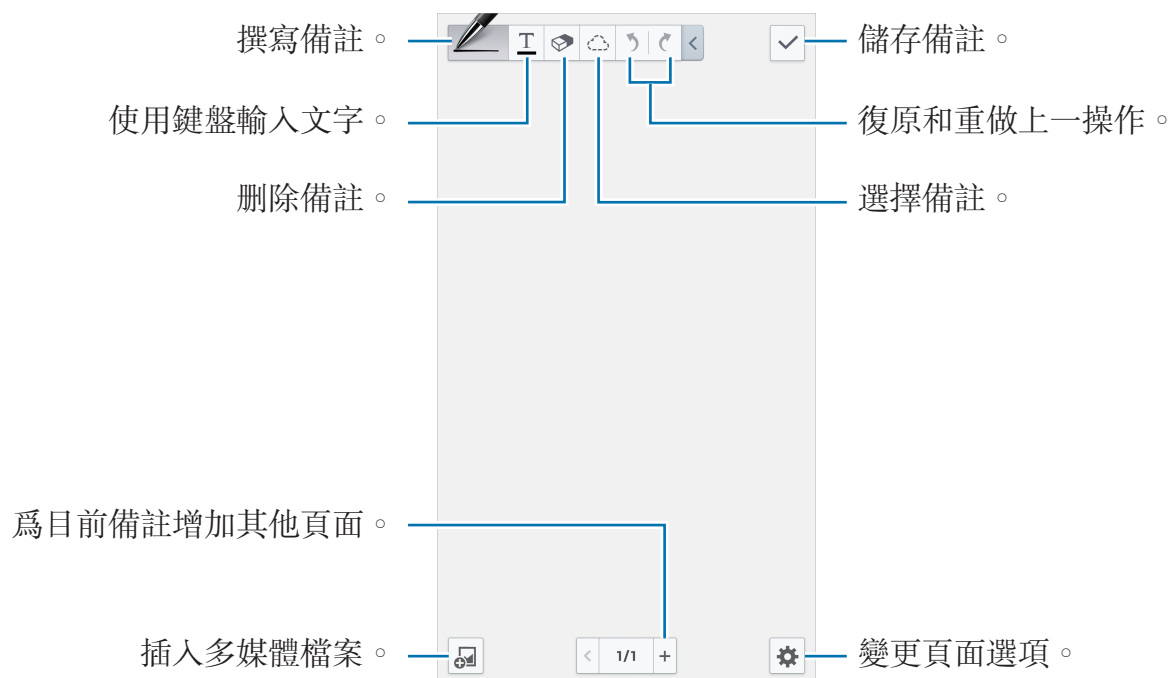 撰寫備註。
T
儲存備註。
使用鍵盤輸入文字。
復原和重做上一操作。
刪除備註。
選擇備註。
爲目前備註增加其他頁面。
插入多媒體檔案。
1/1
變更頁面選項。